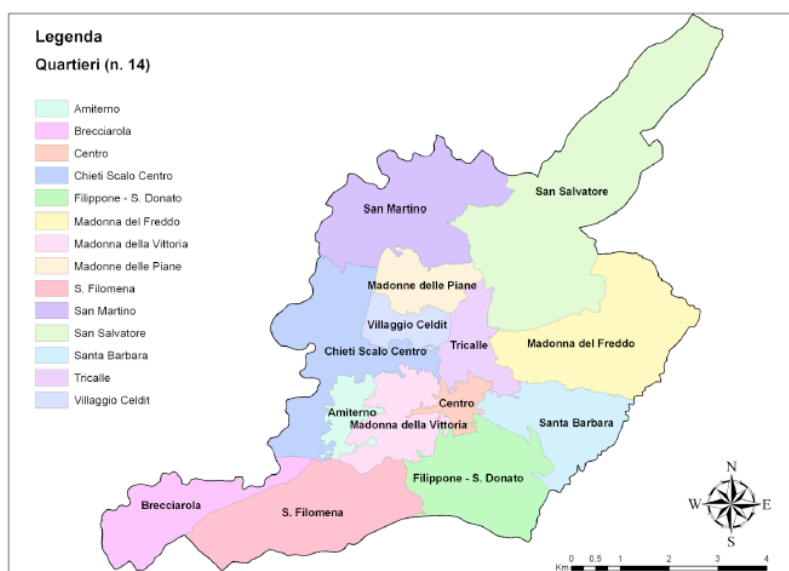 Legenda
Quartieri (n. 14)
Amiterno
Brecciarola
Centro
Chieti Scalo Centro
Filippone - S. Donato
Madonna del Freddo
Madonna della Vittoria
Madonne delle Piane
S. Filomena
San Martino
San Salvatore
Santa Barbara
Tricalle
Villaggio Celdit
San Salvatore
San Martino
Madonne delle Piane
Villaggio Celdit
Chieti Scalo Centro
Tricalle
Madonna del Freddo
Amiterno
Centro
Madonna della Vittoria
Santa Barbara
Filippone - S. Donato
Brecciarola
S. Filomena
N
W
E
S
0 0.5 1 2 3 4
Km